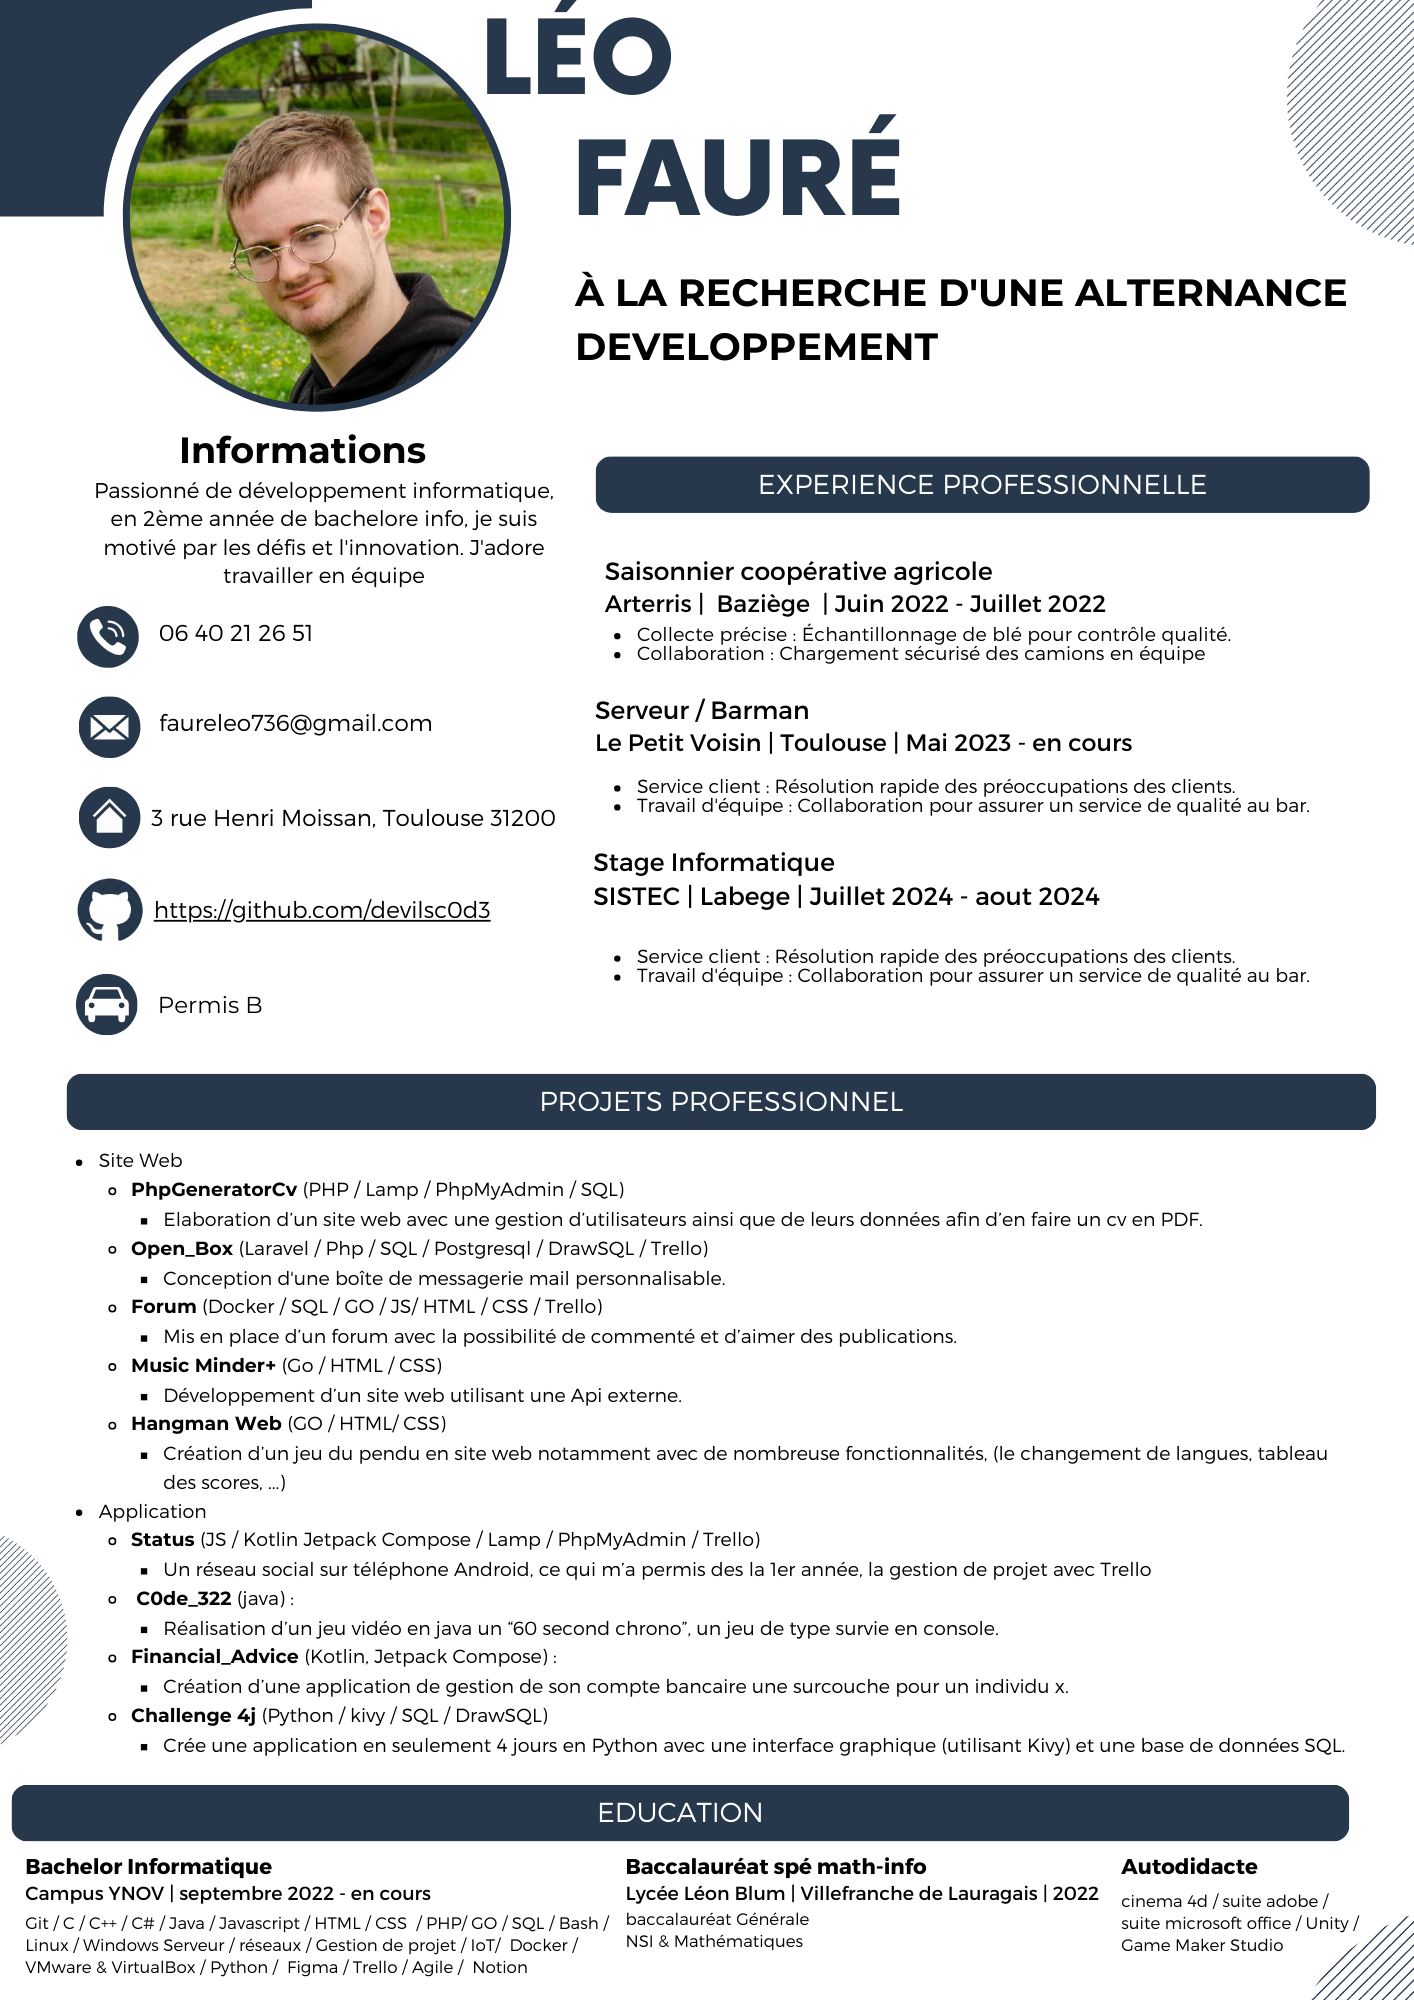 LÉO
FAURÉ
À LA RECHERCHE D'UNE ALTERNANCE
DEVELOPPEMENT
Informations
Passionné de développement informatique,
en 2ème année de bachelore info, je suis
motivé par les défis et l'innovation. J'adore
travailler en équipe
06 40 21 26 51
faureleo736@gmail.com
3 rue Henri Moissan, Toulouse 31200
https://github.com/devilsc0d3
Permis B
EXPERIENCE PROFESSIONNELLE
Saisonnier coopérative agricole
Arterris | Baziège | Juin 2022 - Juillet 2022
• Collecte précise : Échantillonnage de blé pour contrôle qualité.
• Collaboration : Chargement sécurisé des camions en équipe
Serveur / Barman
Le Petit Voisin | Toulouse | Mai 2023 - en cours
• Service client : Résolution rapide des préoccupations des clients.
• Travail d'équipe : Collaboration pour assurer un service de qualité au bar.
Stage Informatique
SISTEC | Labege | Juillet 2024 - aout 2024
• Service client : Résolution rapide des préoccupations des clients.
• Travail d'équipe : Collaboration pour assurer un service de qualité au bar.
PROJETS PROFESSIONNEL
• Site Web
PhpGeneratorCv (PHP / Lamp / PhpMyAdmin / SQL)
Elaboration d’un site web avec une gestion d’utilisateurs ainsi que de leurs données afin d’en faire un cv en PDF.
Open_Box (Laravel / Php / SQL / Postgresql / DrawSQL / Trello)
Conception d'une boîte de messagerie mail personnalisable.
Forum (Docker / SQL / GO / JS/ HTML / CSS / Trello)
Mis en place d’un forum avec la possibilité de commenté et d’aimer des publications.
Music Minder+ (Go / HTML / CSS)
Développement d’un site web utilisant une Api externe.
Hangman Web (GO / HTML/ CSS)
Création d’un jeu du pendu en site web notamment avec de nombreuse fonctionnalités, (le changement de langues, tableau
des scores, ...)
• Application
Status (JS / Kotlin Jetpack Compose / Lamp / PhpMyAdmin / Trello)
Un réseau social sur téléphone Android, ce qui m’a permis des la 1er année, la gestion de projet avec Trello
C0de_322 (java) :
Réalisation d’un jeu vidéo en java un “60 second chrono”, un jeu de type survie en console.
Financial_Advice (Kotlin, Jetpack Compose) :
Création d’une application de gestion de son compte bancaire une surcouche pour un individu x.
Challenge 4j (Python / kivy / SQL / DrawSQL)
Crée une application en seulement 4 jours en Python avec une interface graphique (utilisant Kivy) et une base de données SQL.
EDUCATION
Bachelor Informatique
Campus YNOV | septembre 2022 - en cours
Git / C / C++ / C# / Java / Javascript / HTML / CSS / PHP/ GO / SQL / Bash /
Linux / Windows Serveur / réseaux / Gestion de projet / IoT/ Docker /
VMware & VirtualBox / Python / Figma / Trello / Agile / Notion
Baccalauréat spé math-info
Lycée Léon Blum | Villefranche de Lauragais | 2022
baccalauréat Générale
NSI & Mathématiques
Autodidacte
cinema 4d / suite adobe /
suite microsoft office / Unity /
Game Maker Studio